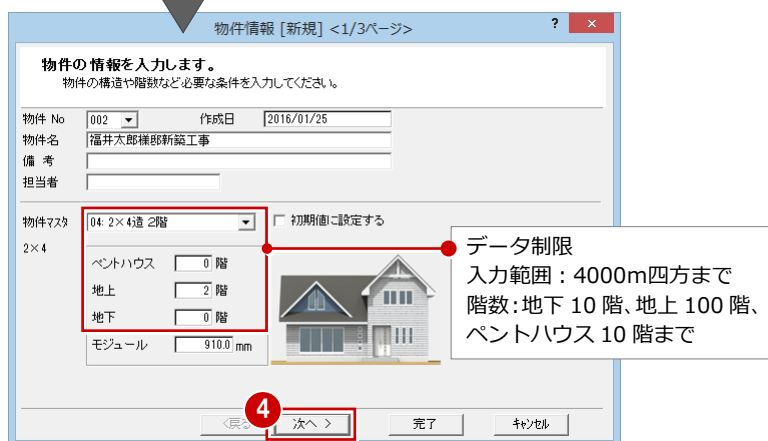 物件情報 [新規] <1/3ページ>
? ×
物件の情報を入力します。
物件の構造や階数など必要な条件を入力してください。
物件 No 002 作成日 2016/01/25
物件名 福井太郎様邸新築工事
備 考
担当者
物件マスタ 04: 2×4造 2階 初期値に設定する
2×4
ペントハウス 0 階
地上 2 階
地下 0 階
モジュール 910.0 mm
データ制限
入力範囲：4000m四方まで
階数:地下 10 階、地上 100 階、
ペントハウス 10 階まで
4
<戻る 次へ > 完了 キャンセル